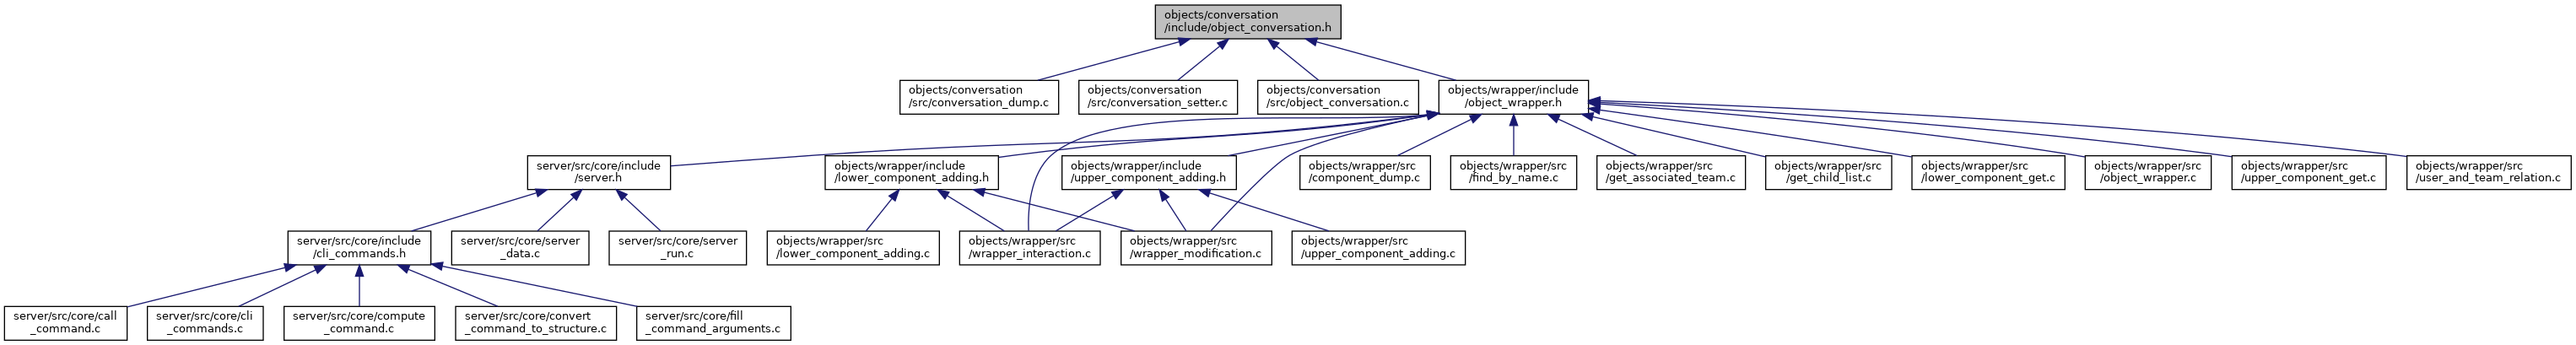 objects/conversation
/include/object_conversation.h
objects/conversation
/src/conversation_dump.c
objects/conversation
/src/conversation_setter.c
objects/conversation
/src/object_conversation.c
objects/wrapper/include
/object_wrapper.h
server/src/core/include
/server.h
objects/wrapper/include
/lower_component_adding.h
objects/wrapper/include
/upper_component_adding.h
objects/wrapper/src
/component_dump.c
objects/wrapper/src
/find_by_name.c
objects/wrapper/src
/get_associated_team.c
objects/wrapper/src
/get_child_list.c
objects/wrapper/src
/lower_component_get.c
objects/wrapper/src
/object_wrapper.c
objects/wrapper/src
/upper_component_get.c
objects/wrapper/src
/user_and_team_relation.c
server/src/core/include
/cli_commands.h
server/src/core/server
_data.c
server/src/core/server
_run.c
objects/wrapper/src
/lower_component_adding.c
objects/wrapper/src
/wrapper_interaction.c
objects/wrapper/src
/wrapper_modification.c
objects/wrapper/src
/upper_component_adding.c
server/src/core/call
_command.c
server/src/core/cli
_commands.c
server/src/core/compute
_command.c
server/src/core/convert
_command_to_structure.c
server/src/core/fill
_command_arguments.c